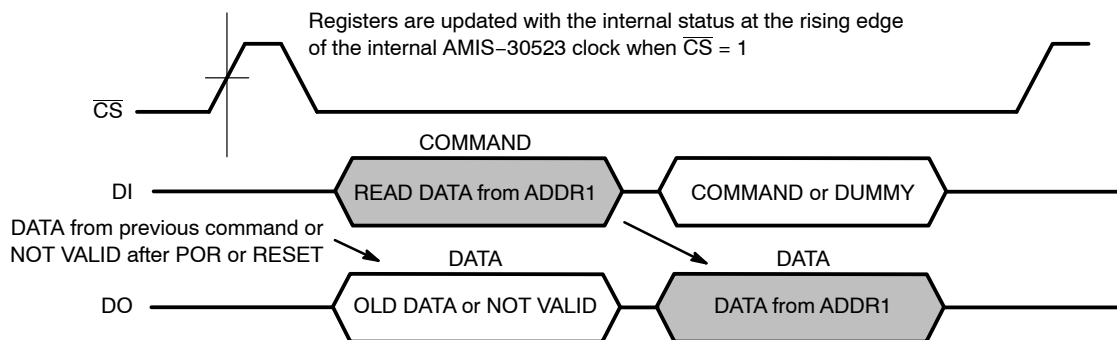 Registers are updated with the internal status at the rising edge
of the internal AMIS−30523 clock when C̅S̅ = 1
C̅S̅
COMMAND
DI
READ DATA from ADDR1
COMMAND or DUMMY
DATA from previous command or
NOT VALID after POR or RESET
DATA
DATA
DO
OLD DATA or NOT VALID
DATA from ADDR1